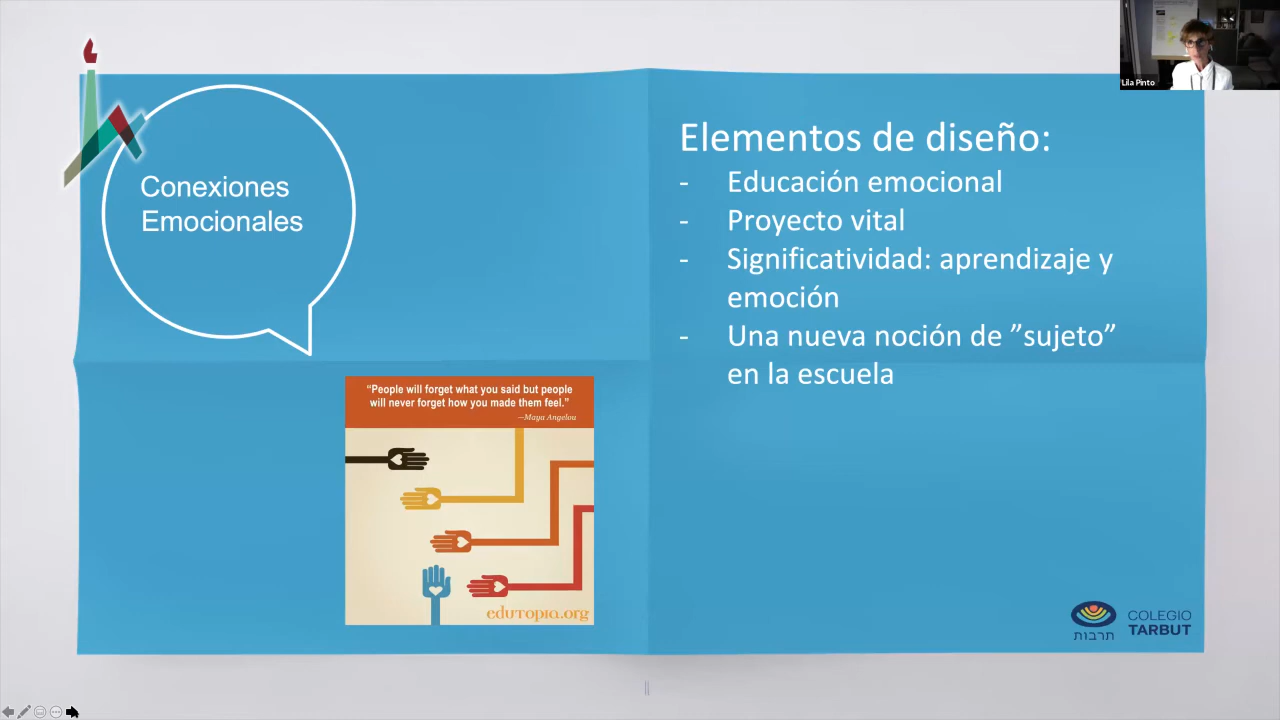 Lila Pinto
Conexiones
Emocionales
Elementos de diseño:
- Educación emocional
- Proyecto vital
- Significatividad: aprendizaje y
emoción
- Una nueva noción de ”sujeto”
en la escuela
“People will forget what you said but people
will never forget how you made them feel.”
—Maya Angelou
edutopia.org
COLEGIO
תרבות TARBUT